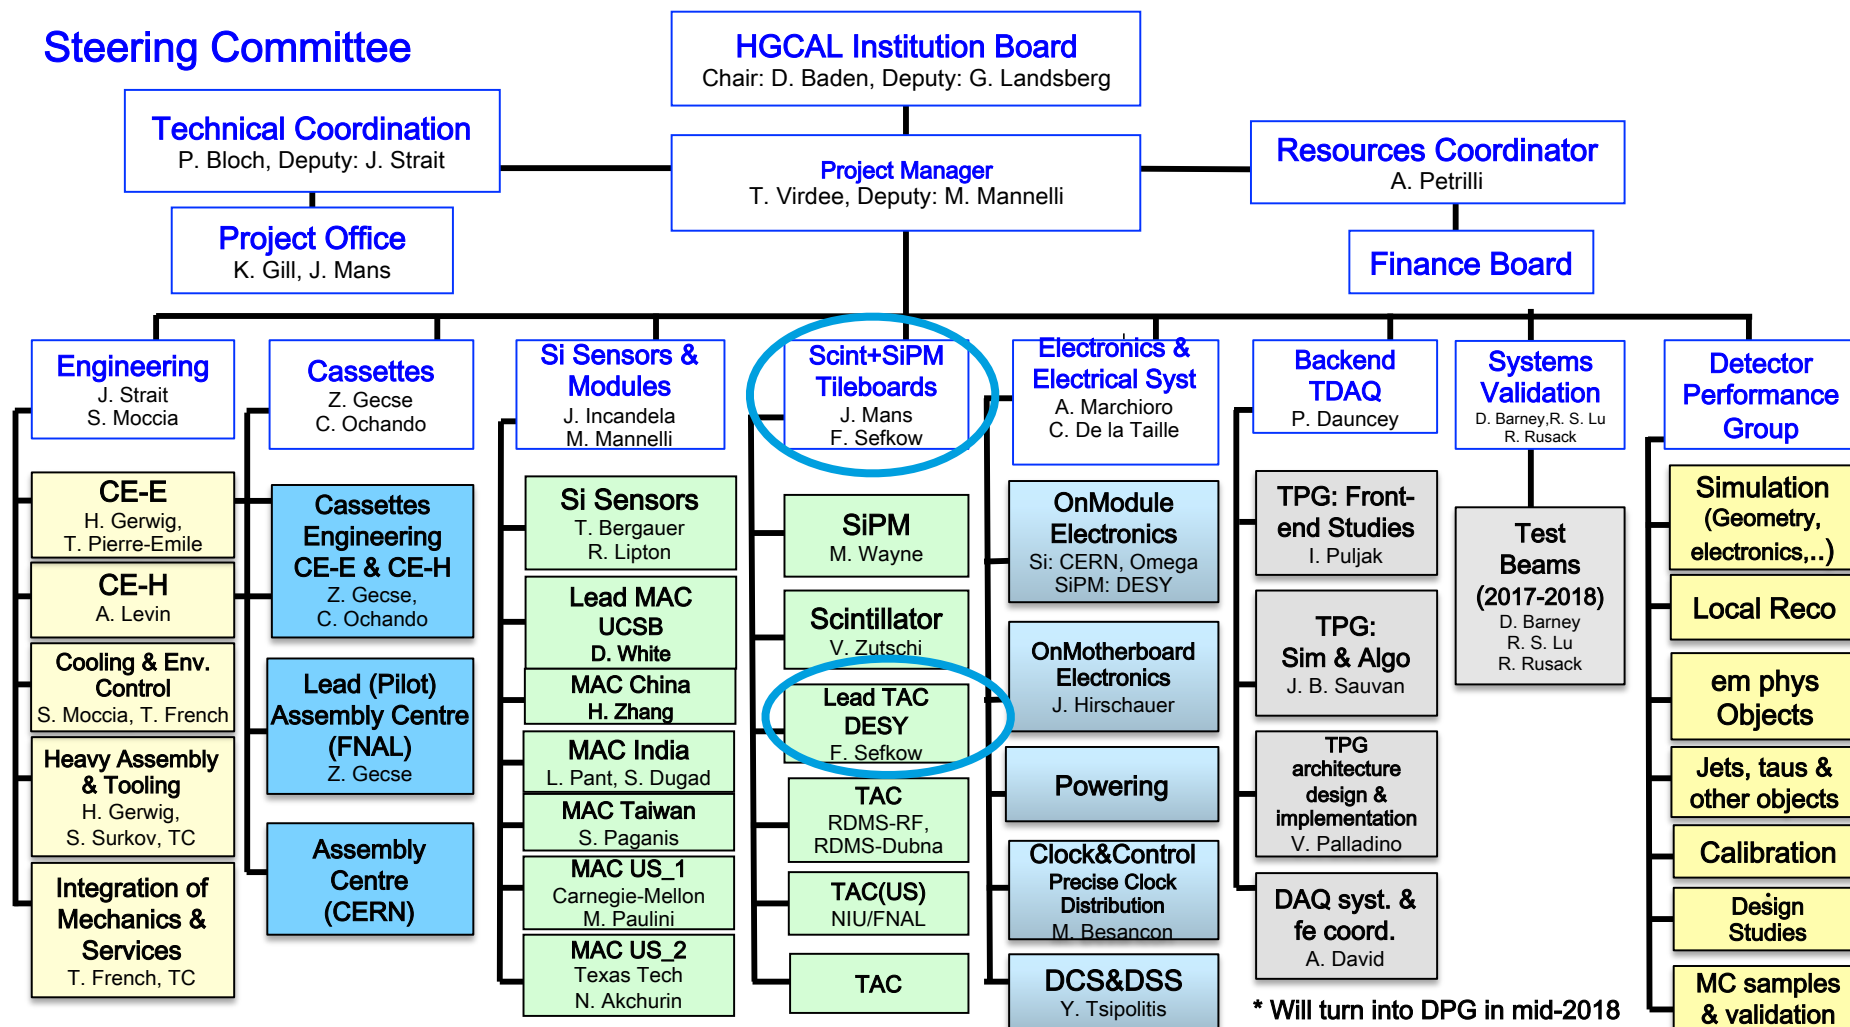 Steering Committee
HGCAL Institution Board
Chair: D. Baden, Deputy: G. Landsberg
Technical Coordination
P. Bloch, Deputy: J. Strait
Project Manager
T. Virdee, Deputy: M. Mannelli
Resources Coordinator
A. Petrilli
Project Office
K. Gill, J. Mans
Finance Board
Engineering
J. Strait
S. Moccia
CE-E
H. Gerwig,
T. Pierre-Emile
CE-H
A. Levin
Cooling & Env.
Control
S. Moccia, T. French
Heavy Assembly
& Tooling
H. Gerwig,
S. Surkov, TC
Integration of
Mechanics &
Services
T. French, TC
Cassettes
Z. Gecse
C. Ochando
Cassettes
Engineering
CE-E & CE-H
Z. Gecse,
C. Ochando
Lead (Pilot)
Assembly Centre
(FNAL)
Z. Gecse
Assembly
Centre
(CERN)
Si Sensors &
Modules
J. Incandela
M. Mannelli
Si Sensors
T. Bergauer
R. Lipton
Lead MAC
UCSB
D. White
MAC China
H. Zhang
MAC India
L. Pant, S. Dugad
MAC Taiwan
S. Paganis
MAC US_1
Carnegie-Mellon
M. Paulini
MAC US_2
Texas Tech
N. Akchurin
Scint+SiPM
Tileboards
J. Mans
F. Sefkow
SiPM
M. Wayne
Scintillator
V. Zutschi
Lead TAC
DESY
F. Sefkow
TAC
RDMS-RF,
RDMS-Dubna
TAC(US)
NIU/FNAL
TAC
Electronics &
Electrical Syst
A. Marchioro
C. De la Taille
OnModule
Electronics
Si: CERN, Omega
SiPM: DESY
OnMotherboard
Electronics
J. Hirschauer
Powering
Clock&Control
Precise Clock
Distribution
M. Besancon
DCS&DSS
Y. Tsipolitis
Backend
TDAQ
P. Dauncey
TPG: Front-
end Studies
I. Puljak
TPG:
Sim & Algo
J. B. Sauvan
TPG
architecture
design &
implementation
V. Palladino
DAQ syst. &
fe coord.
A. David
Systems
Validation
D. Barney,R. S. Lu
R. Rusack
Test
Beams
(2017-2018)
D. Barney
R. S. Lu
R. Rusack
Detector
Performance
Group
Simulation
(Geometry,
electronics,..)
Local Reco
em phys
Objects
Jets, taus &
other objects
Calibration
Design
Studies
MC samples
& validation
* Will turn into DPG in mid-2018